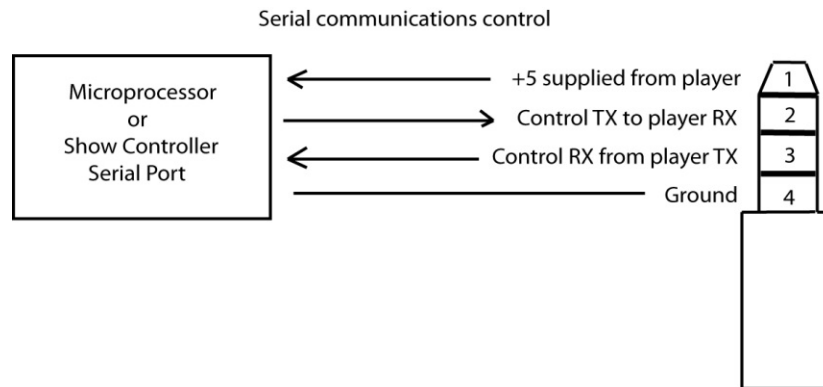 Serial communications control
Microprocessor
or
Show Controller
Serial Port
+5 supplied from player
Control TX to player RX
Control RX from player TX
Ground
1
2
3
4